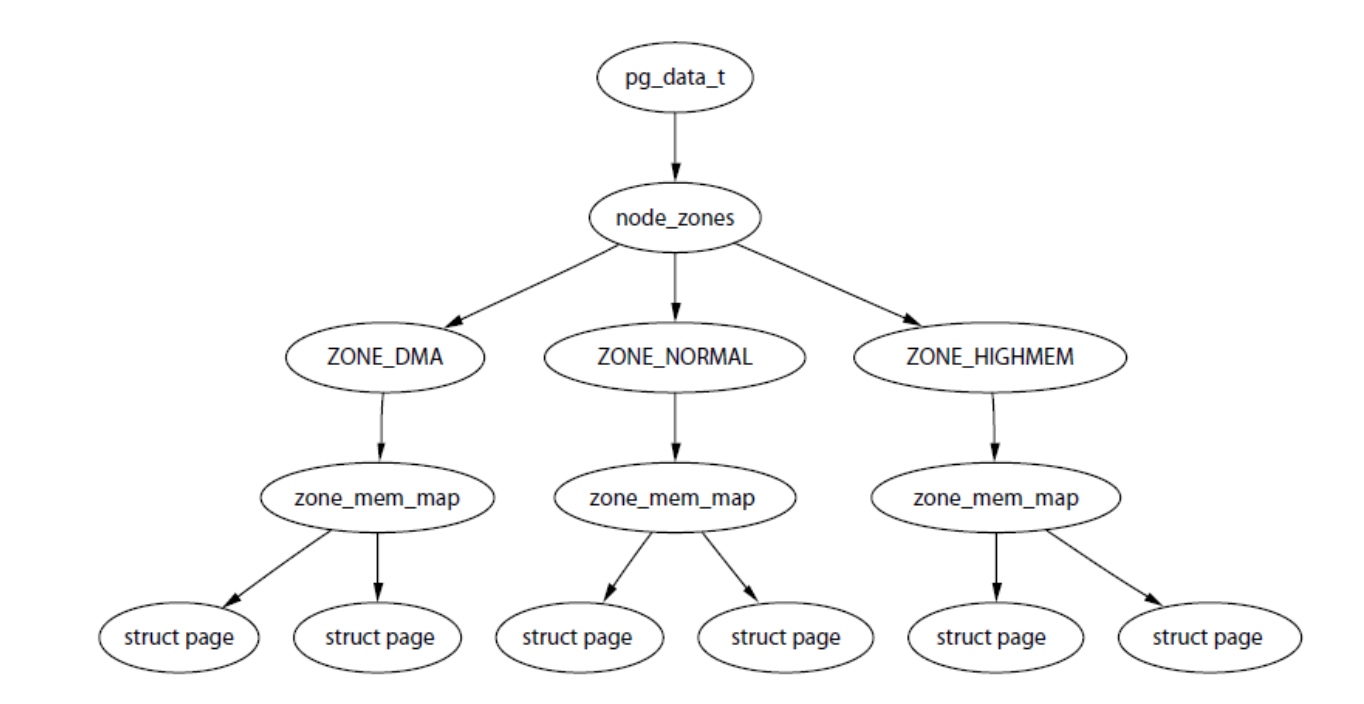 pg_data_t
node_zones
ZONE_DMA
ZONE_NORMAL
ZONE_HIGHMEM
zone_mem_map
zone_mem_map
zone_mem_map
struct page
struct page
struct page
struct page
struct page
struct page